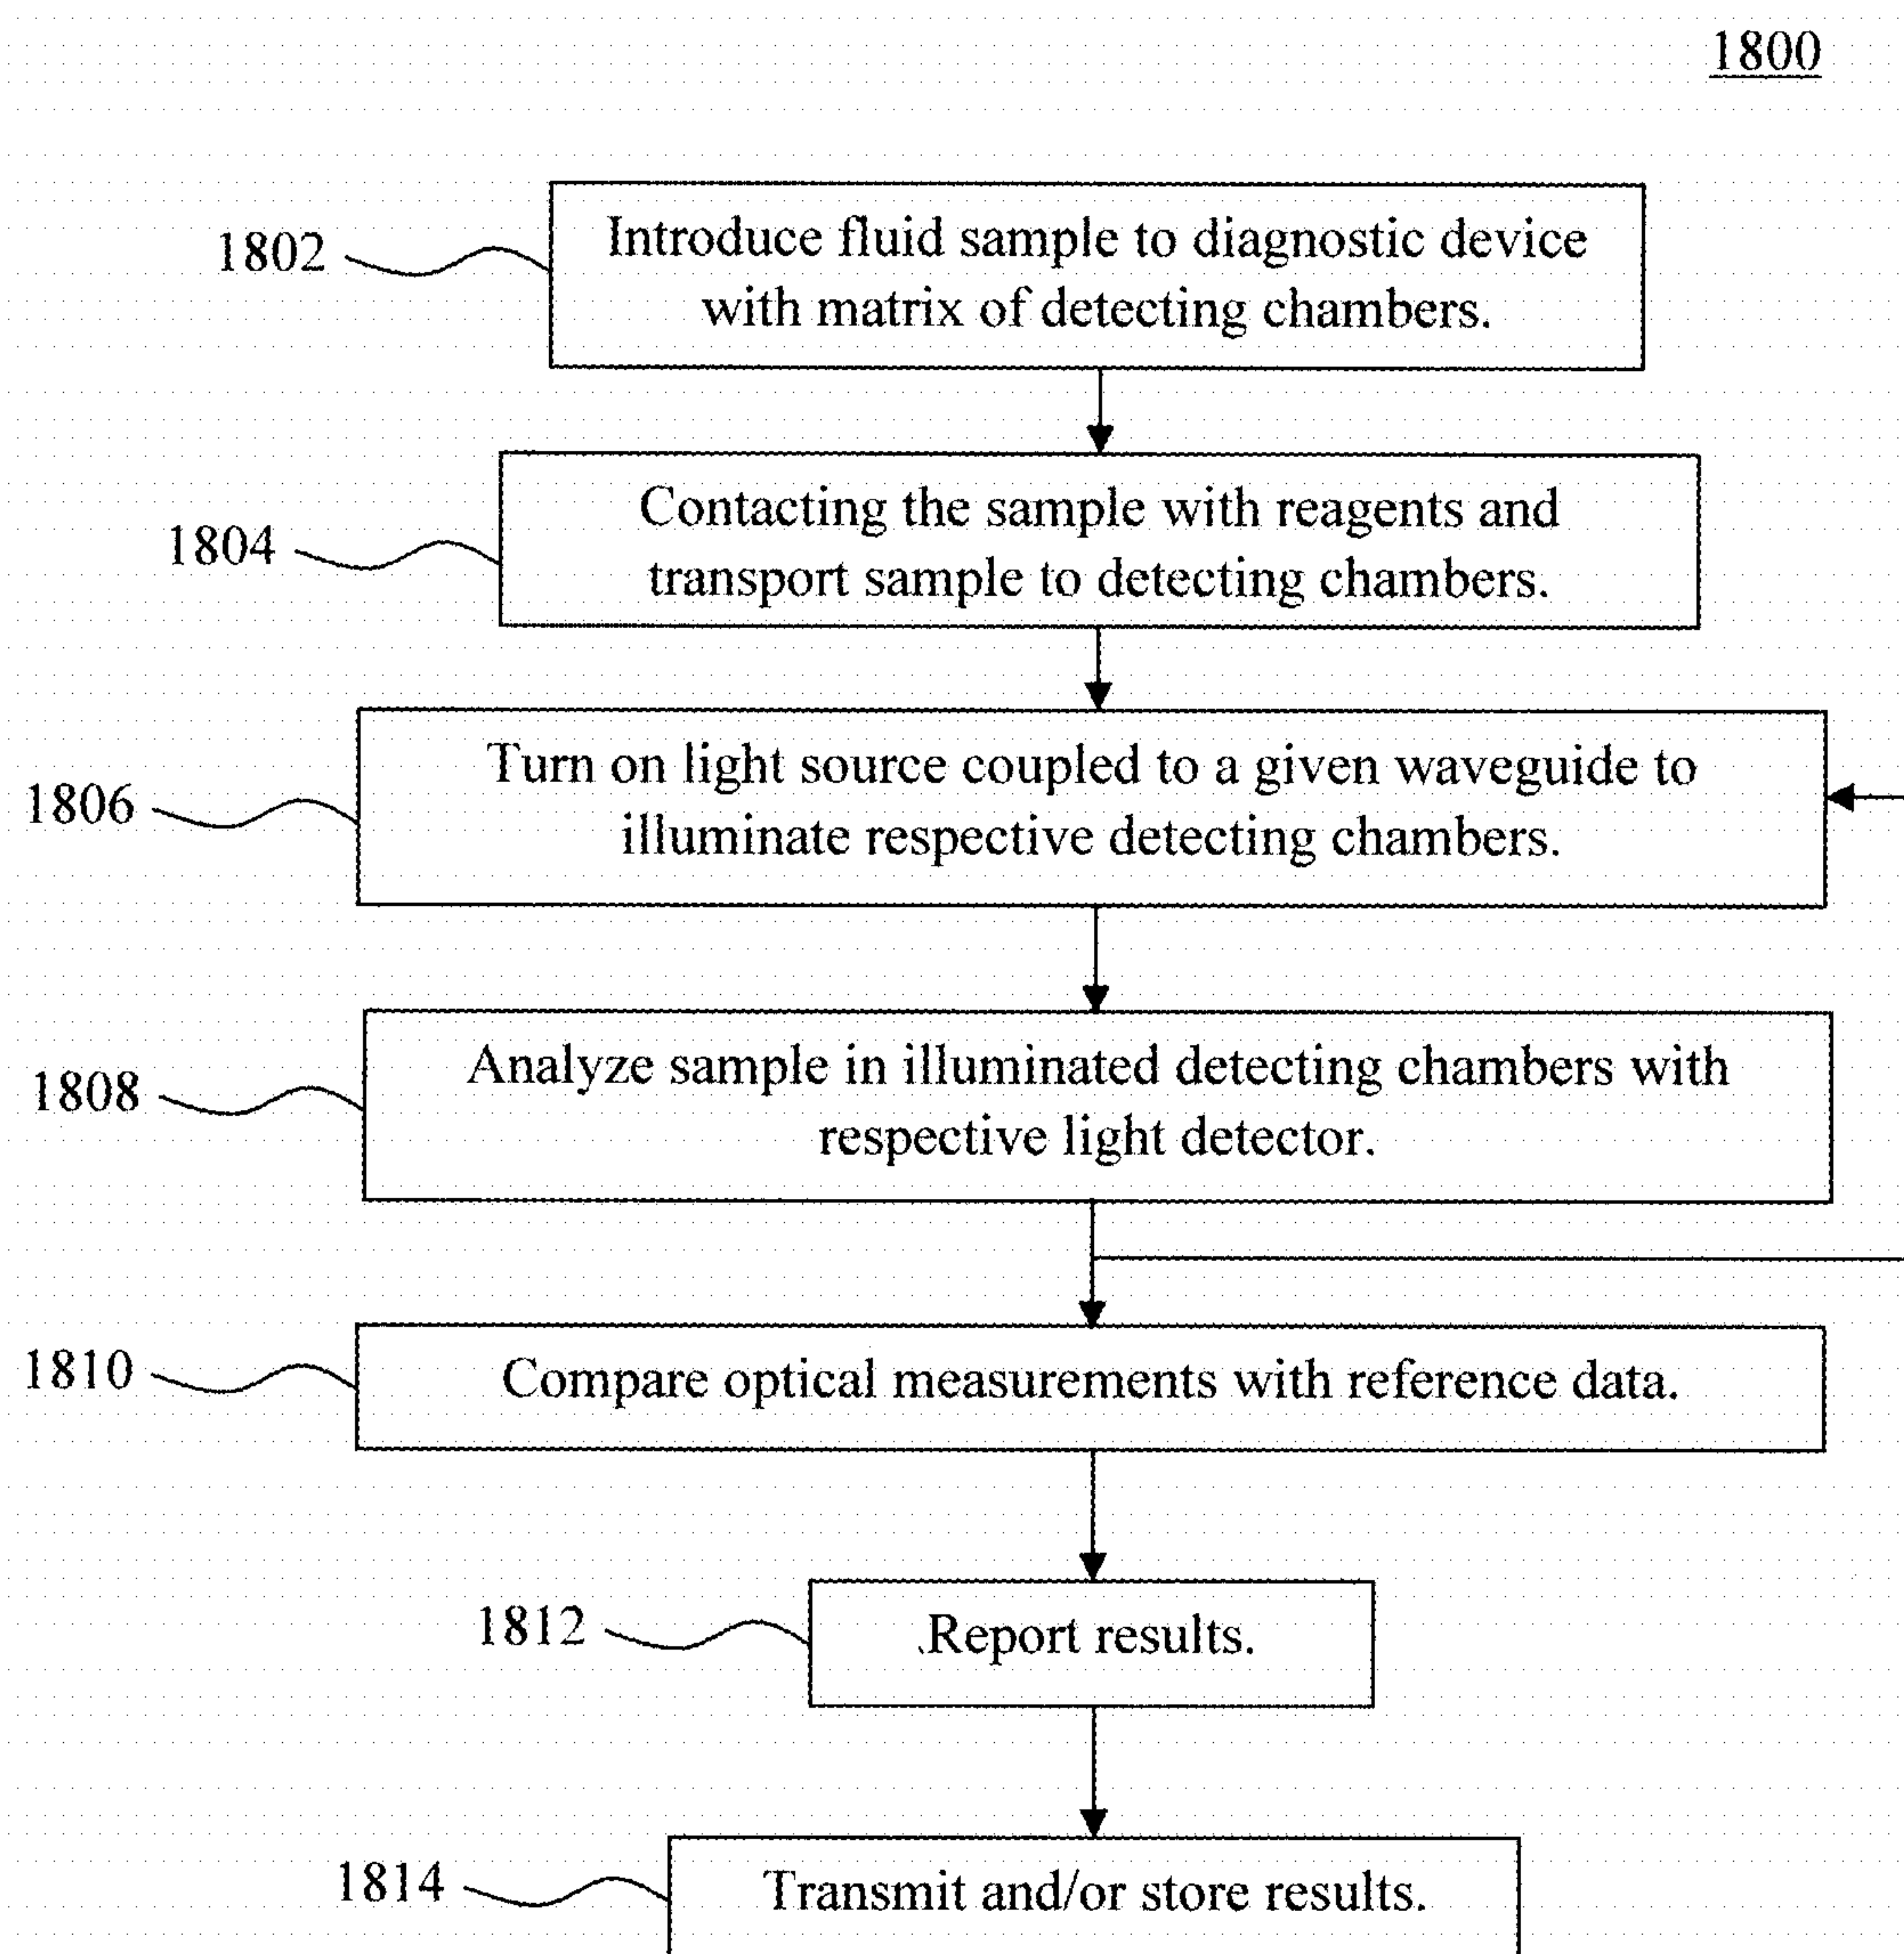 1800
1802
Introduce fluid sample to diagnostic device
with matrix of detecting chambers.
1804
Contacting the sample with reagents and
transport sample to detecting chambers.
1806
Turn on light source coupled to a given waveguide to
illuminate respective detecting chambers.
1808
Analyze sample in illuminated detecting chambers with
respective light detector.
1810
Compare optical measurements with reference data.
1812
Report results.
1814
Transmit and/or store results.